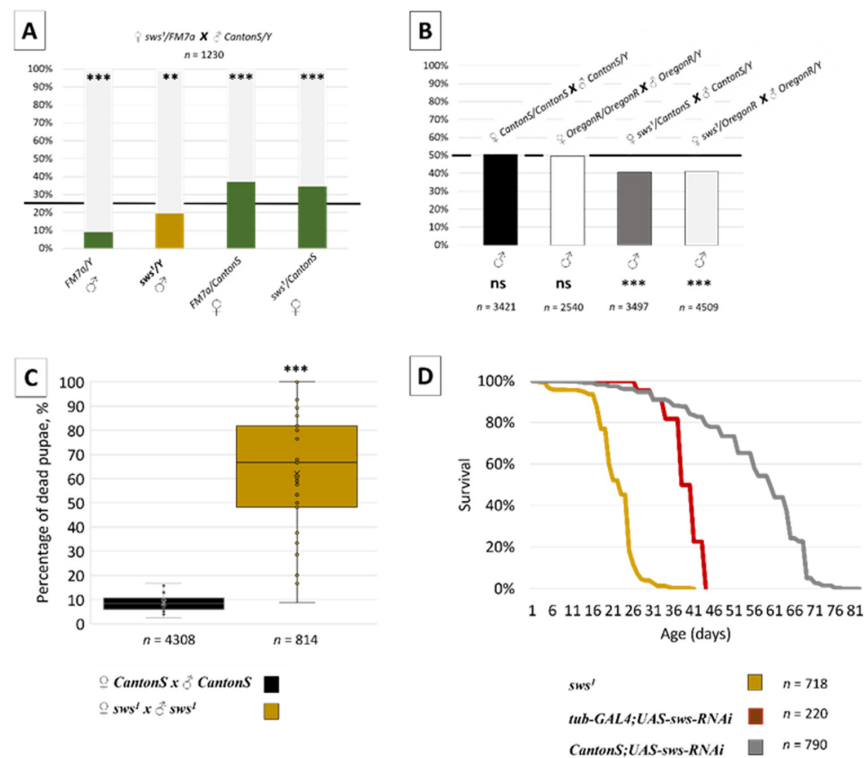 A
♀ sws¹/FM7a X ♂ CantonS/Y
n = 1230
100%
90%
80%
70%
60%
50%
40%
30%
20%
10%
0%
*** ** *** ***
FM7a/Y
♂
sws¹/Y
♂
FM7a/CantonS
♀
sws¹/CantonS
♀
B
♀ CantonS/CantonS X ♂ CantonS/Y
♀ OregonR/OregonR X ♂ OregonR/Y
♀ sws¹/CantonS X ♂ CantonS/Y
♀ sws¹/OregonR X ♂ OregonR/Y
100%
90%
80%
70%
60%
50%
40%
30%
20%
10%
0%
♂ ♂ ♂ ♂
ns ns *** ***
n = 3421 n = 2540 n = 3497 n = 4509
C
Percentage of dead pupae, %
100
90
80
70
60
50
40
30
20
10
0
***
n = 4308 n = 814
♀ CantonS x ♂ CantonS
♀ sws¹ x ♂ sws¹
D
Survival
100%
80%
60%
40%
20%
0%
1 6 11 16 21 26 31 36 41 46 51 56 61 66 71 76 81
Age (days)
sws¹ n = 718
tub-GAL4;UAS-sws-RNAi n = 220
CantonS;UAS-sws-RNAi n = 790